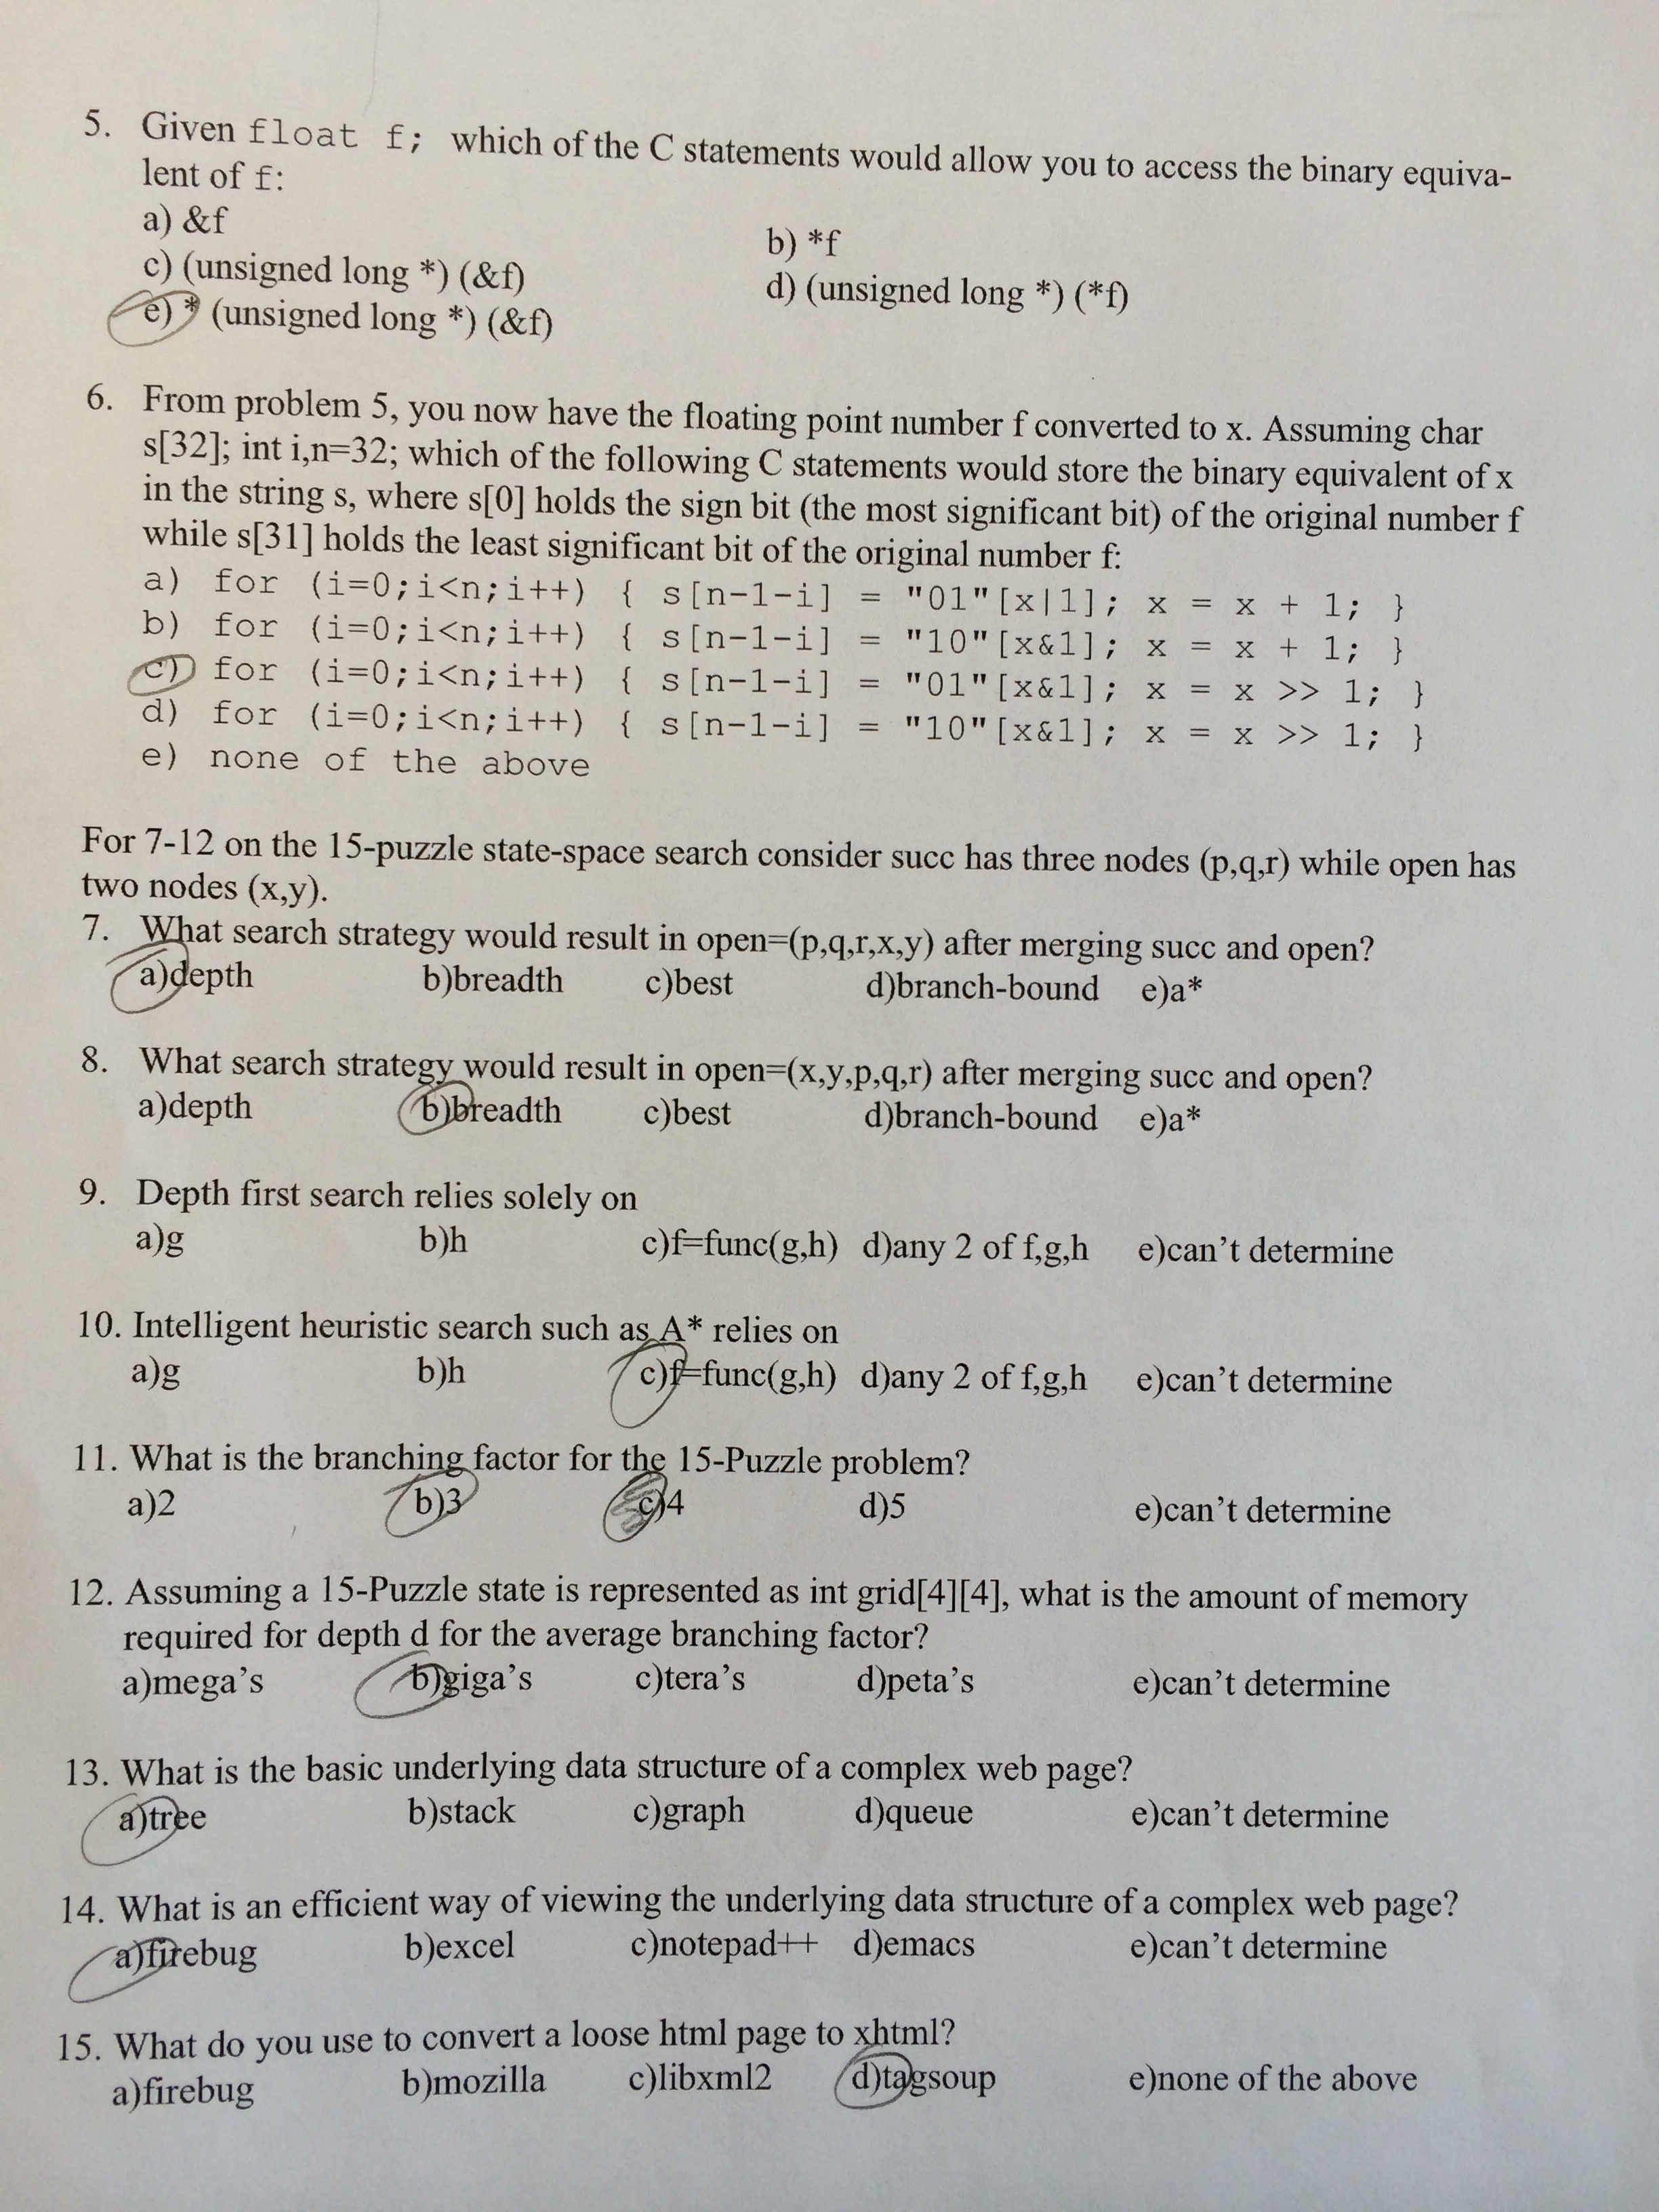 5. Given float f; which of the C statements would allow you to access the binary equiva-
lent of f:
a) &f
b) *f
c) (unsigned long *) (&f)
d) (unsigned long *) (*f)
e) * (unsigned long *) (&f)
6. From problem 5, you now have the floating point number f converted to x. Assuming char
s[32]; int i,n=32; which of the following C statements would store the binary equivalent of x
in the string s, where s[0] holds the sign bit (the most significant bit) of the original number f
while s[31] holds the least significant bit of the original number f:
a) for (i=0;i<n;i++) { s[n-1-i] = "01"[x|1]; x = x + 1; }
b) for (i=0;i<n;i++) { s[n-1-i] = "10"[x&1]; x = x + 1; }
c) for (i=0;i<n;i++) { s[n-1-i] = "01"[x&1]; x = x >> 1; }
d) for (i=0;i<n;i++) { s[n-1-i] = "10"[x&1]; x = x >> 1; }
e) none of the above
For 7-12 on the 15-puzzle state-space search consider succ has three nodes (p,q,r) while open has
two nodes (x,y).
7. What search strategy would result in open=(p,q,r,x,y) after merging succ and open?
a)depth b)breadth c)best d)branch-bound e)a*
8. What search strategy would result in open=(x,y,p,q,r) after merging succ and open?
a)depth b)breadth c)best d)branch-bound e)a*
9. Depth first search relies solely on
a)g b)h c)f=func(g,h) d)any 2 of f,g,h e)can't determine
10. Intelligent heuristic search such as A* relies on
a)g b)h c)f=func(g,h) d)any 2 of f,g,h e)can't determine
11. What is the branching factor for the 15-Puzzle problem?
a)2 b)3 c)4 d)5 e)can't determine
12. Assuming a 15-Puzzle state is represented as int grid[4][4], what is the amount of memory
required for depth d for the average branching factor?
a)mega's b)giga's c)tera's d)peta's e)can't determine
13. What is the basic underlying data structure of a complex web page?
a)tree b)stack c)graph d)queue e)can't determine
14. What is an efficient way of viewing the underlying data structure of a complex web page?
a)firebug b)excel c)notepad++ d)emacs e)can't determine
15. What do you use to convert a loose html page to xhtml?
a)firebug b)mozilla c)libxml2 d)tagsoup e)none of the above